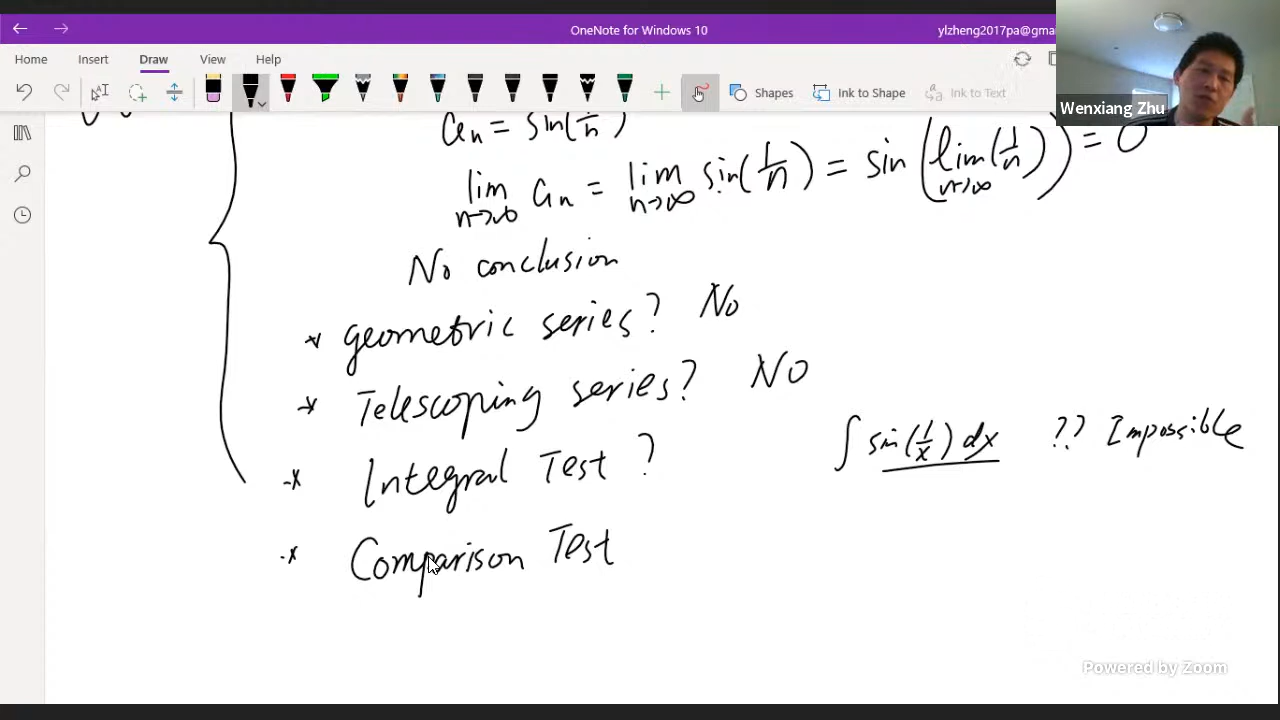 OneNote for Windows 10
ylzheng2017pa@gma
Home Insert Draw View Help
Shapes Ink to Shape Ink to Text
Wenxiang Zhu
an = sin(1/n)
lim n→∞ an = lim n→∞ sin(1/n) = sin(lim n→∞ (1/n)) = 0
No conclusion
* geometric series? No
* Telescoping series? NO
* Integral Test ? ∫ sin(1/x) dx ?? Impossible
* Comparison Test
Powered by Zoom